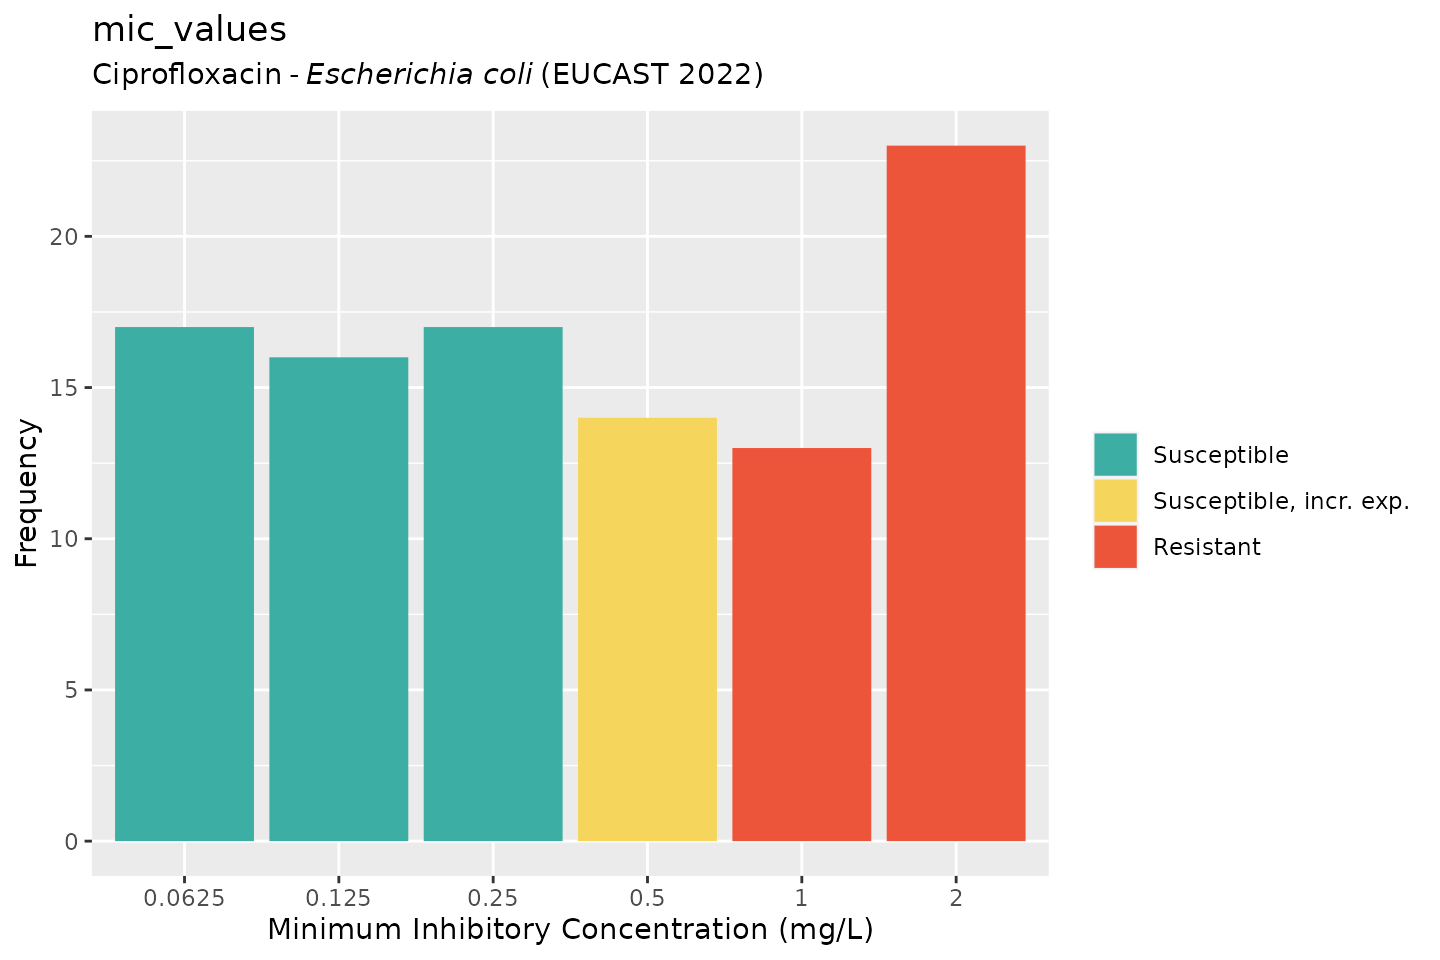 mic_values
Ciprofloxacin - Escherichia coli (EUCAST 2022)
Frequency
20
15
10
5
0
0.0625 0.125 0.25 0.5 1 2
Minimum Inhibitory Concentration (mg/L)
Susceptible
Susceptible, incr. exp.
Resistant